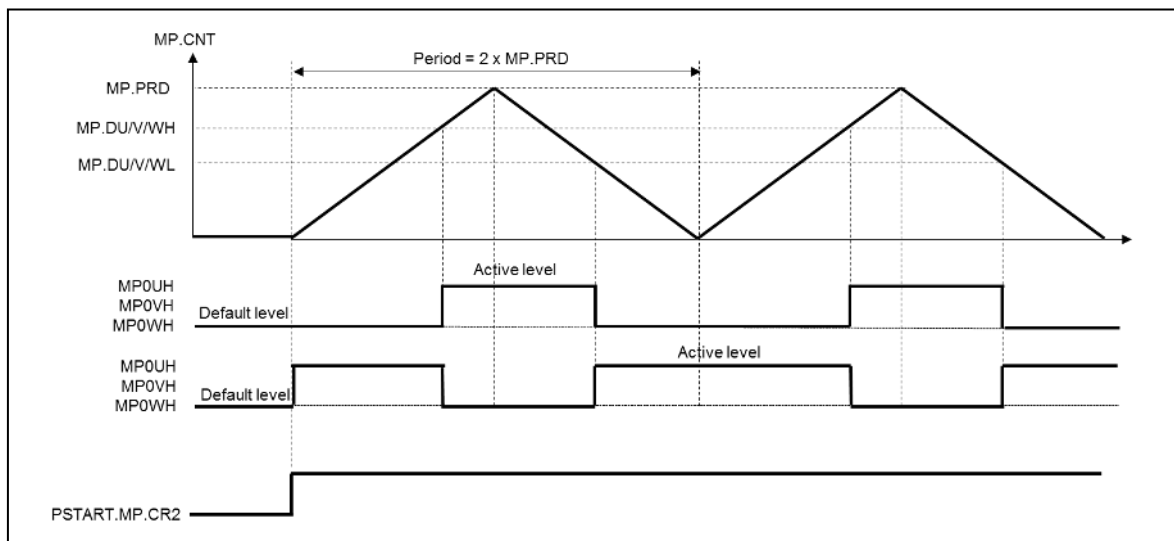 MP.CNT
Period = 2 x MP.PRD
MP.PRD
MP.DU/V/WH
MP.DU/V/WL
Active level
MP0UH
MP0VH
Default level
MP0WH
MP0UH
Active level
MP0VH
Default level
MP0WH
PSTART.MP.CR2